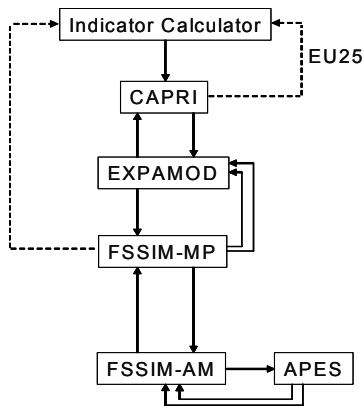 Indicator Calculator
EU25
CAPRI
EXPAMOD
FSSIM-MP
FSSIM-AM
APES